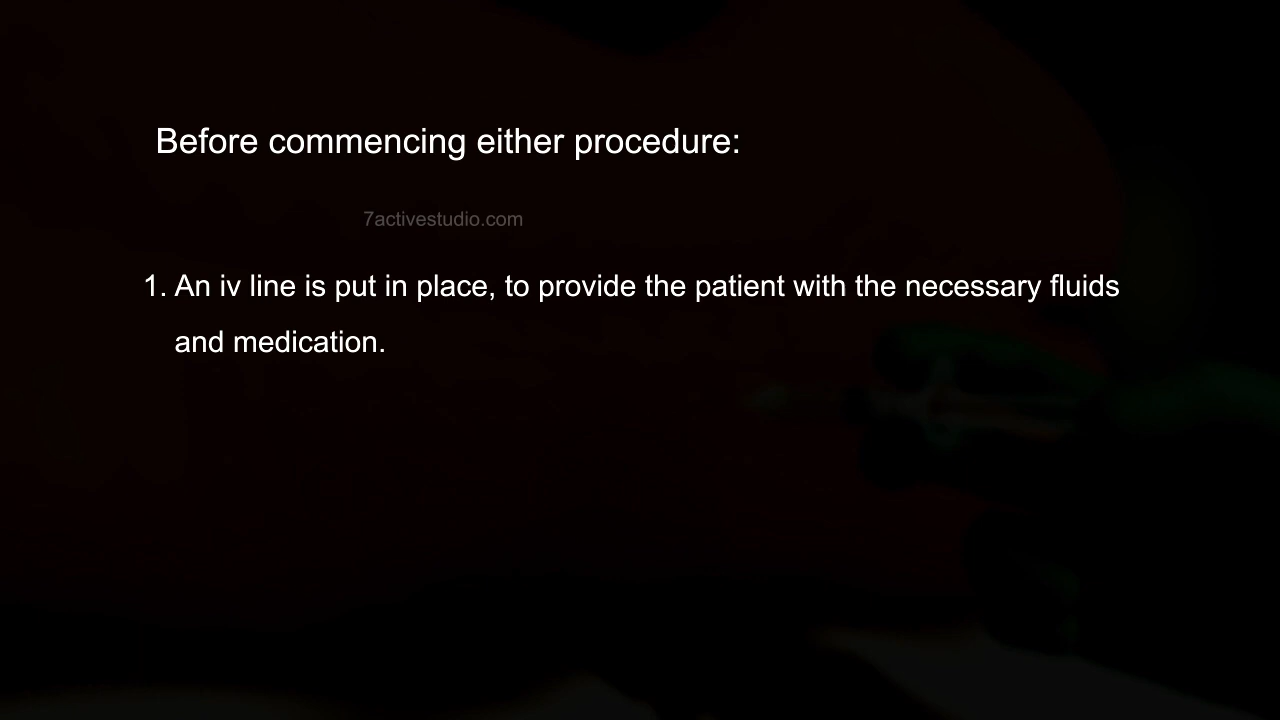 Before commencing either procedure:
7activestudio.com
1. An iv line is put in place, to provide the patient with the necessary fluids
and medication.